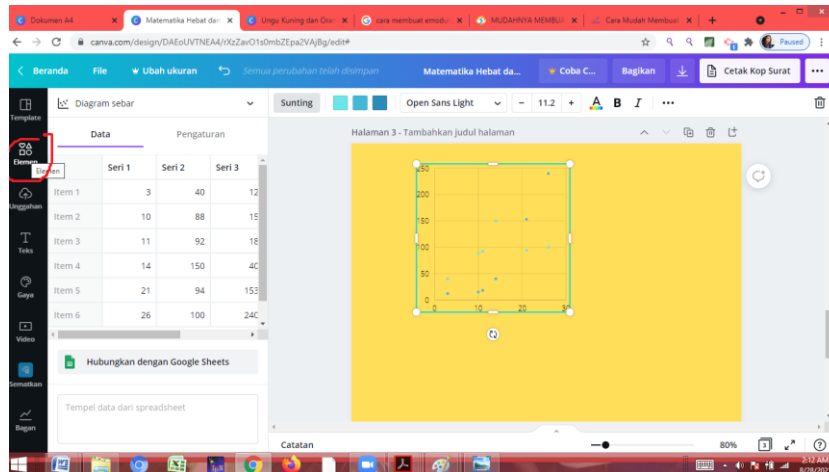 Dokumen A4
Matematika Hebat dan
Ungu Kuning dan Oran
cara membuat emodul
MUDAHNYA MEMBU
Cara Mudah Membuat
canva.com/design/DAEoUVTNEA4/rXzZavO1s0mbZEpa2VAjBg/edit#
Paused
Beranda
File
Ubah ukuran
Semua perubahan telah disimpan
Matematika Hebat da...
Coba C...
Bagikan
Cetak Kop Surat
Template
Elemen
Elemen
Unggahan
Teks
Gaya
Video
Sematkan
Bagan
Diagram sebar
Data
Pengaturan
Seri 1 Seri 2 Seri 3
Item 1 3 40 12
Item 2 10 88 15
Item 3 11 92 18
Item 4 14 150 40
Item 5 21 94 153
Item 6 26 100 240
Hubungkan dengan Google Sheets
Tempel data dari spreadsheet
Sunting
Open Sans Light
– 11.2 +
A B I
Halaman 3 - Tambahkan judul halaman
250
200
150
100
50
0
0 10 20 30
Catatan
80%
3
2:12 AM